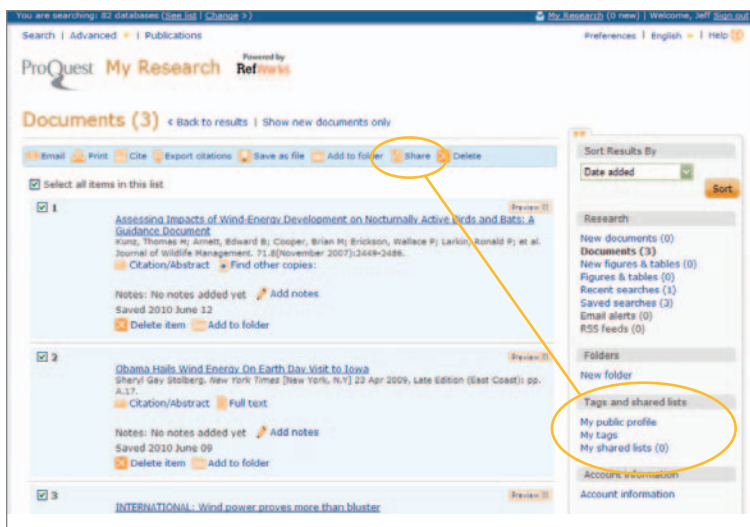 You are searching: 82 databases (See list | Change >)
My Research (0 new) | Welcome, Jeff Sign out
Search | Advanced | Publications
Preferences | English | Help
ProQuest My Research
Powered by
RefWorks
Documents (3) < Back to results | Show new documents only
Email Print Cite Export citations Save as file Add to folder Share Delete
Select all items in this list
1
Preview
Assessing Impacts of Wind-Energy Development on Nocturnally Active Birds and Bats: A
Guidance Document
Kunz, Thomas H; Arnett, Edward B; Cooper, Brian M; Erickson, Wallace P; Larkin, Ronald P; et al.
Journal of Wildlife Management. 71.8(November 2007):2449-2486.
Citation/Abstract Find other copies:
Notes: No notes added yet Add notes
Saved 2010 June 12
Delete item Add to folder
2
Preview
Obama Hails Wind Energy On Earth Day Visit to Iowa
Sheryl Gay Stolberg. New York Times [New York, N.Y] 23 Apr 2009, Late Edition (East Coast): pp.
A.17.
Citation/Abstract Full text
Notes: No notes added yet Add notes
Saved 2010 June 09
Delete item Add to folder
3
Preview
INTERNATIONAL: Wind power proves more than bluster
Sort Results By
Date added
Sort
Research
New documents (0)
Documents (3)
New figures & tables (0)
Figures & tables (0)
Recent searches (1)
Saved searches (3)
Email alerts (0)
RSS feeds (0)
Folders
New folder
Tags and shared lists
My public profile
My tags
My shared lists (0)
Account information
Account information